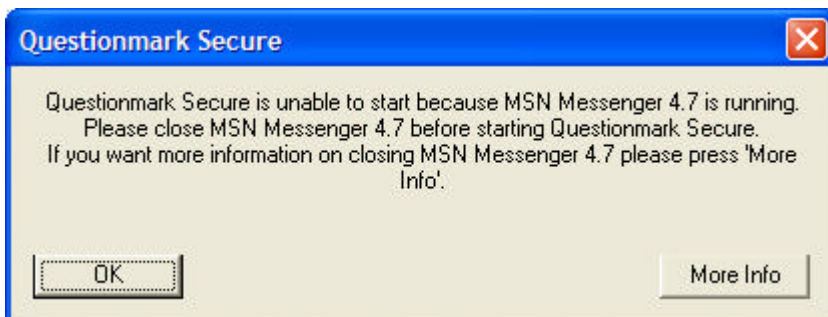 Questionmark Secure
Questionmark Secure is unable to start because MSN Messenger 4.7 is running.
Please close MSN Messenger 4.7 before starting Questionmark Secure.
If you want more information on closing MSN Messenger 4.7 please press 'More
Info'.
OK
More Info